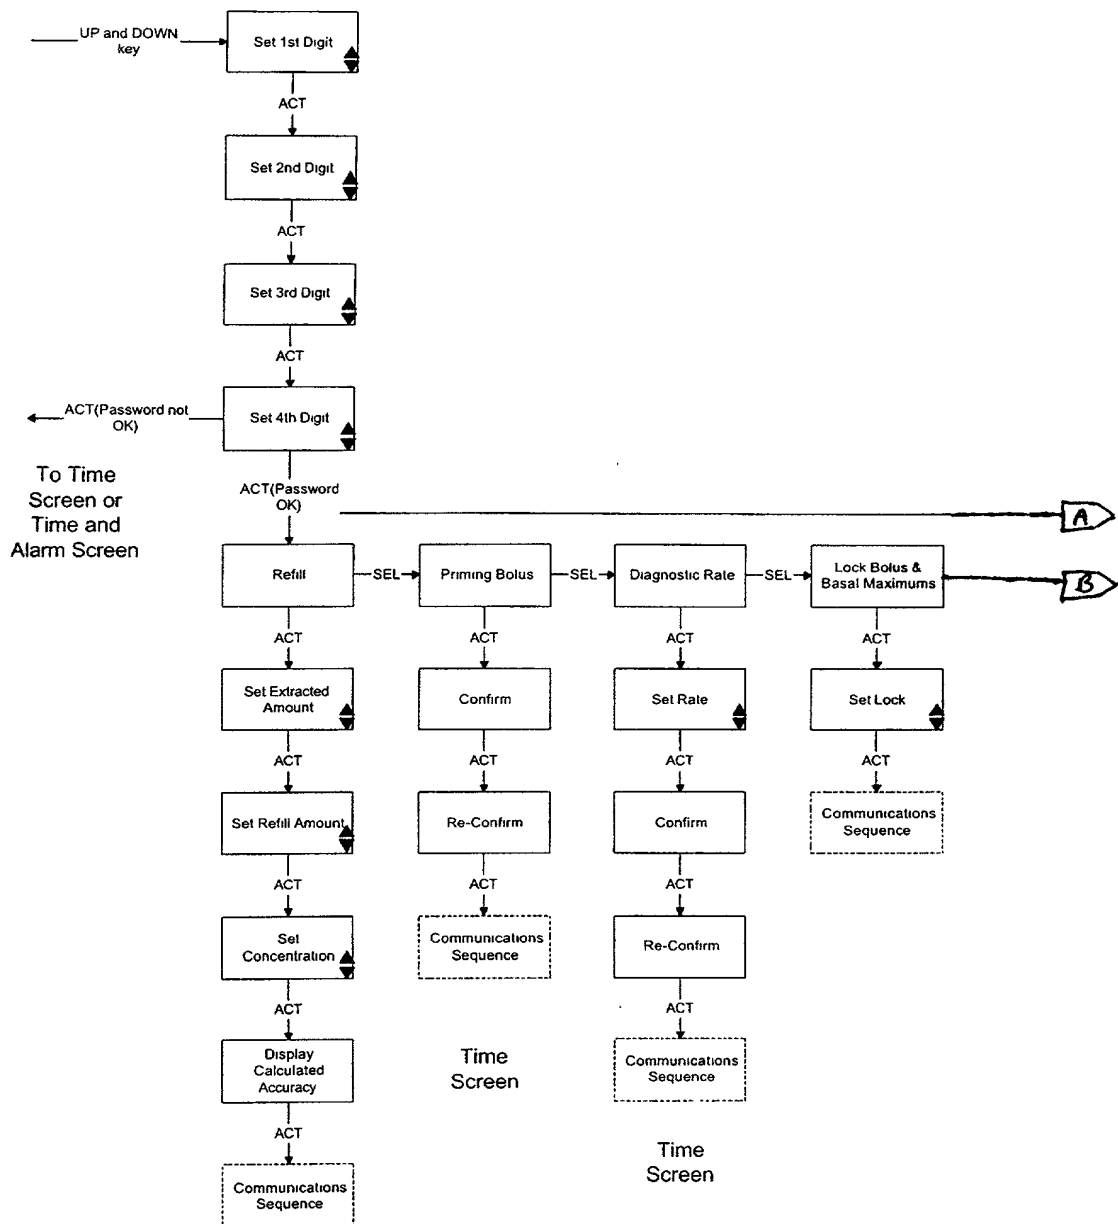 UP and DOWN
key
Set 1st Digit
ACT
Set 2nd Digit
ACT
Set 3rd Digit
ACT
ACT(Password not
OK)
Set 4th Digit
To Time
Screen or
Time and
Alarm Screen
ACT(Password
OK)
A
Refill
SEL
Priming Bolus
SEL
Diagnostic Rate
SEL
Lock Bolus &
Basal Maximums
B
ACT
ACT
ACT
ACT
Set Extracted
Amount
Confirm
Set Rate
Set Lock
ACT
ACT
ACT
ACT
Set Refill Amount
Re-Confirm
Confirm
Communications
Sequence
ACT
ACT
ACT
Set
Concentration
Communications
Sequence
Re-Confirm
ACT
ACT
Display
Calculated
Accuracy
Time
Screen
Communications
Sequence
ACT
Time
Screen
Communications
Sequence